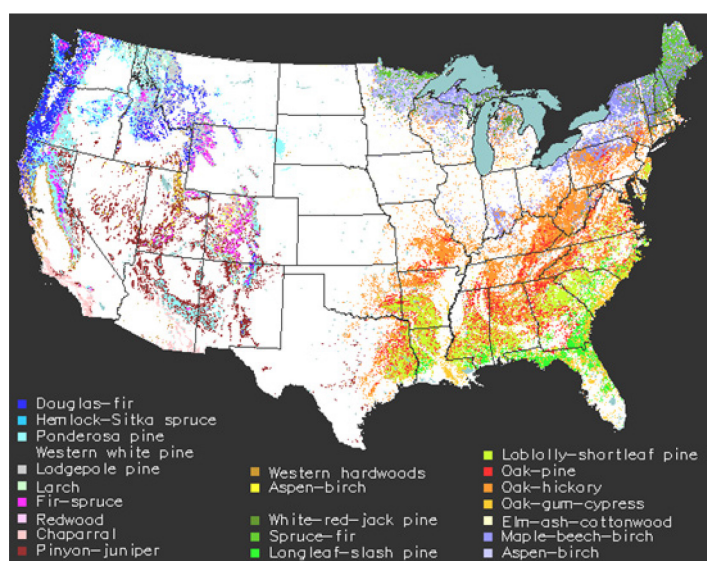 Douglas-fir
Hemlock-Sitka spruce
Ponderosa pine
Western white pine
Lodgepole pine
Larch
Fir-spruce
Redwood
Chaparral
Pinyon-juniper
Western hardwoods
Aspen-birch
White-red-jack pine
Spruce-fir
Longleaf-slash pine
Loblolly-shortleaf pine
Oak-pine
Oak-hickory
Oak-gum-cypress
Elm-ash-cottonwood
Maple-beech-birch
Aspen-birch